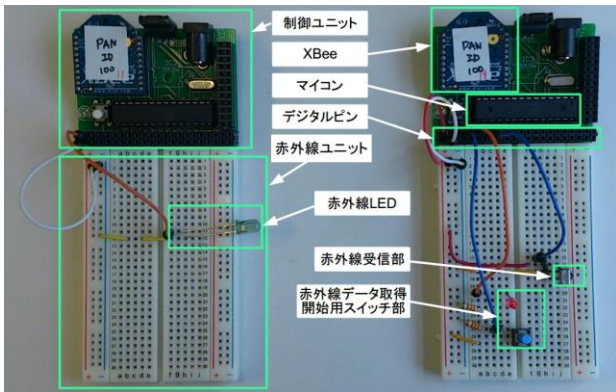 制御ユニット
XBee
マイコン
デジタルピン
赤外線ユニット
赤外線LED
赤外線受信部
赤外線データ取得
開始用スイッチ部
PAN
ID
100
11
PAN
ID
100
a b c d e
f g h i j
a b c d e
f g h i j
a b c d e
f g h i j
a b c d e
f g h i j